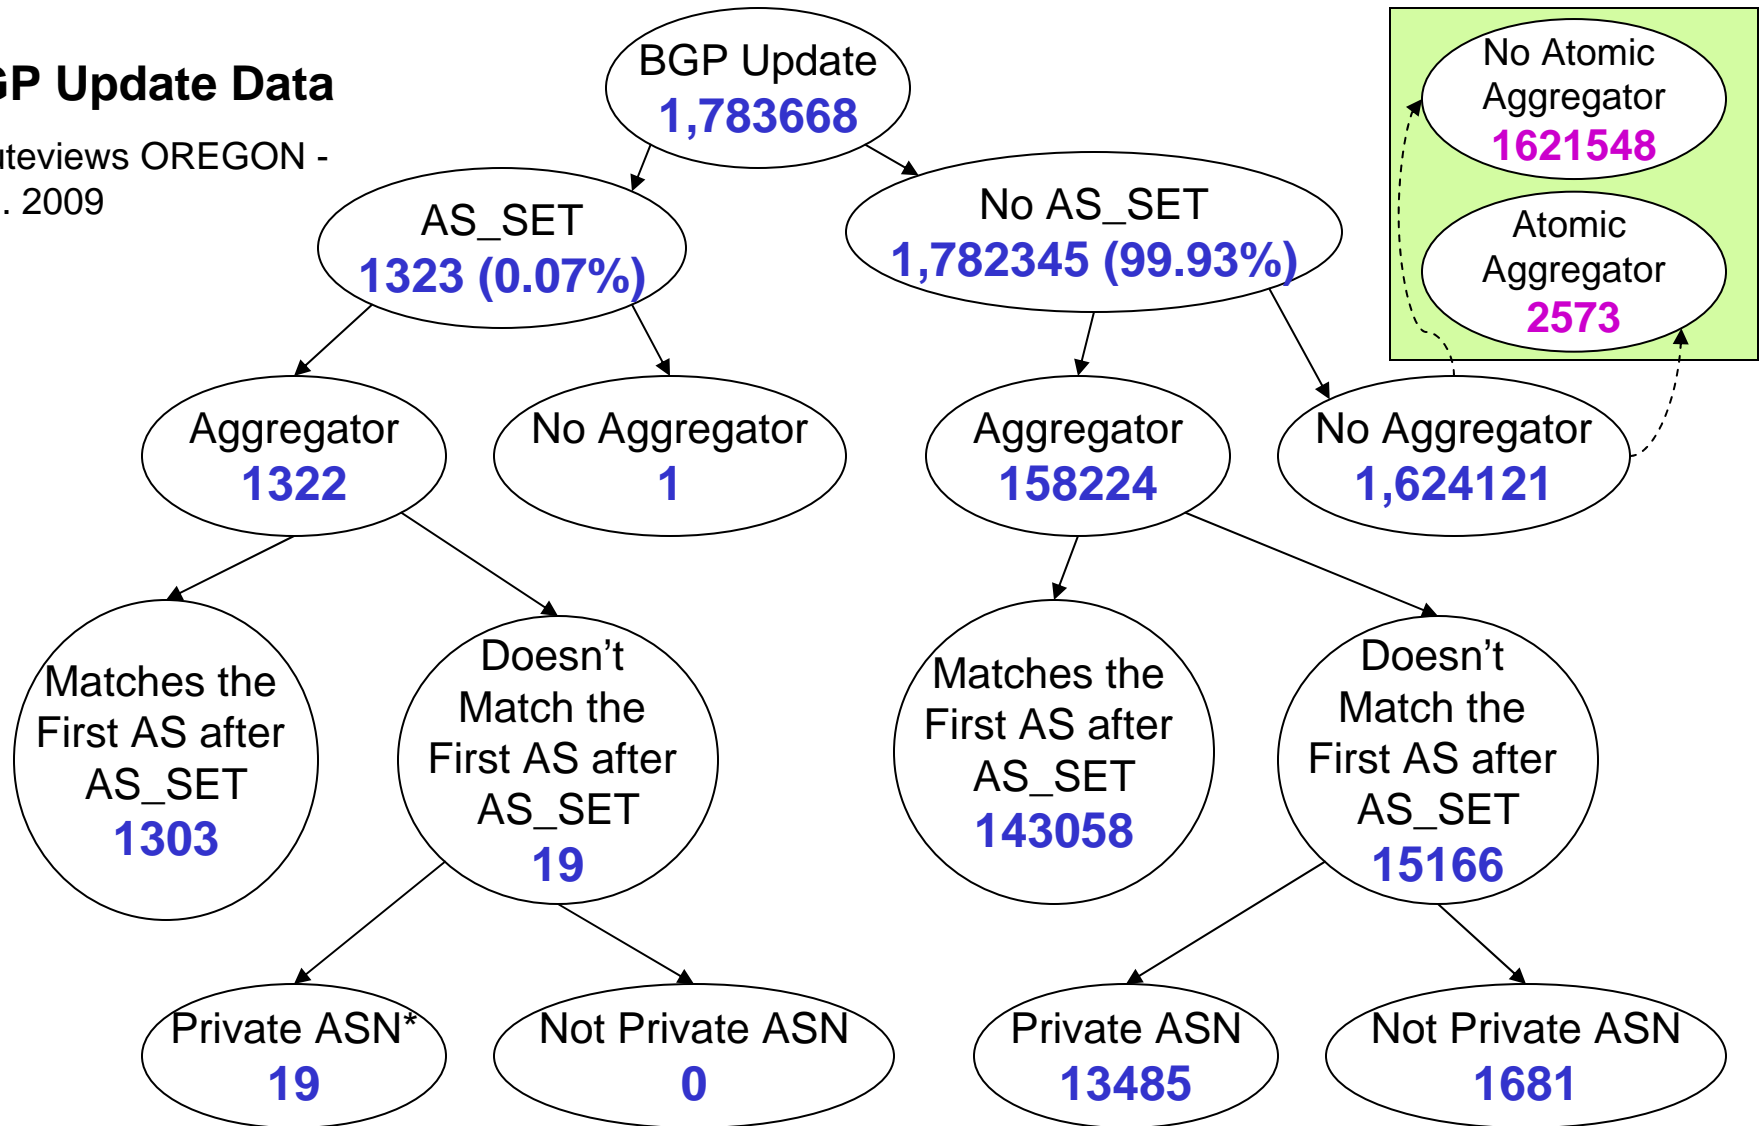 GP Update Data
uteviews OREGON -
. 2009
BGP Update
1,783668
AS_SET
1323 (0.07%)
No AS_SET
1,782345 (99.93%)
No Atomic
Aggregator
1621548
Atomic
Aggregator
2573
Aggregator
1322
No Aggregator
1
Aggregator
158224
No Aggregator
1,624121
Matches the
First AS after
AS_SET
1303
Doesn't
Match the
First AS after
AS_SET
19
Matches the
First AS after
AS_SET
143058
Doesn't
Match the
First AS after
AS_SET
15166
Private ASN*
19
Not Private ASN
0
Private ASN
13485
Not Private ASN
1681